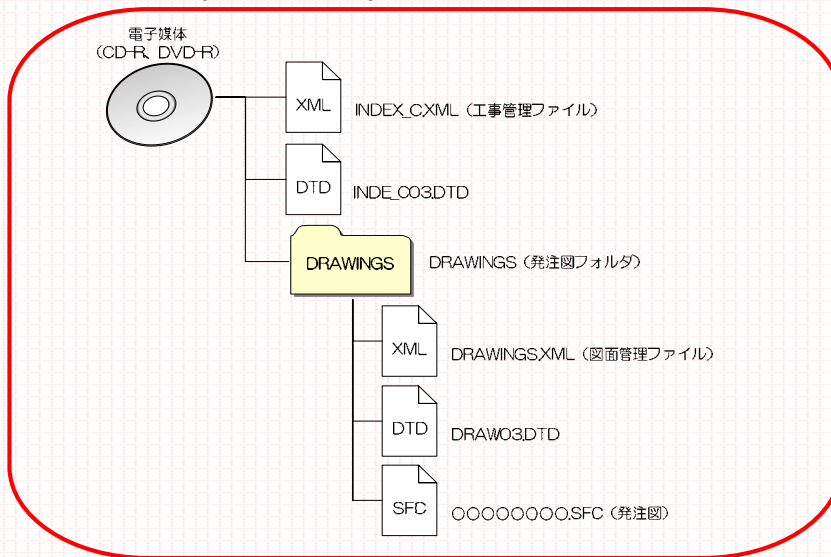 電子媒体
（CD-R、DVD-R）
XML
INDEX_C.XML（工事管理ファイル）
DTD
INDE_C03.DTD
DRAWINGS
DRAWINGS（発注図フォルダ）
XML
DRAWINGS.XML（図面管理ファイル）
DTD
DRAW03.DTD
SFC
○○○○○○○○.SFC（発注図）